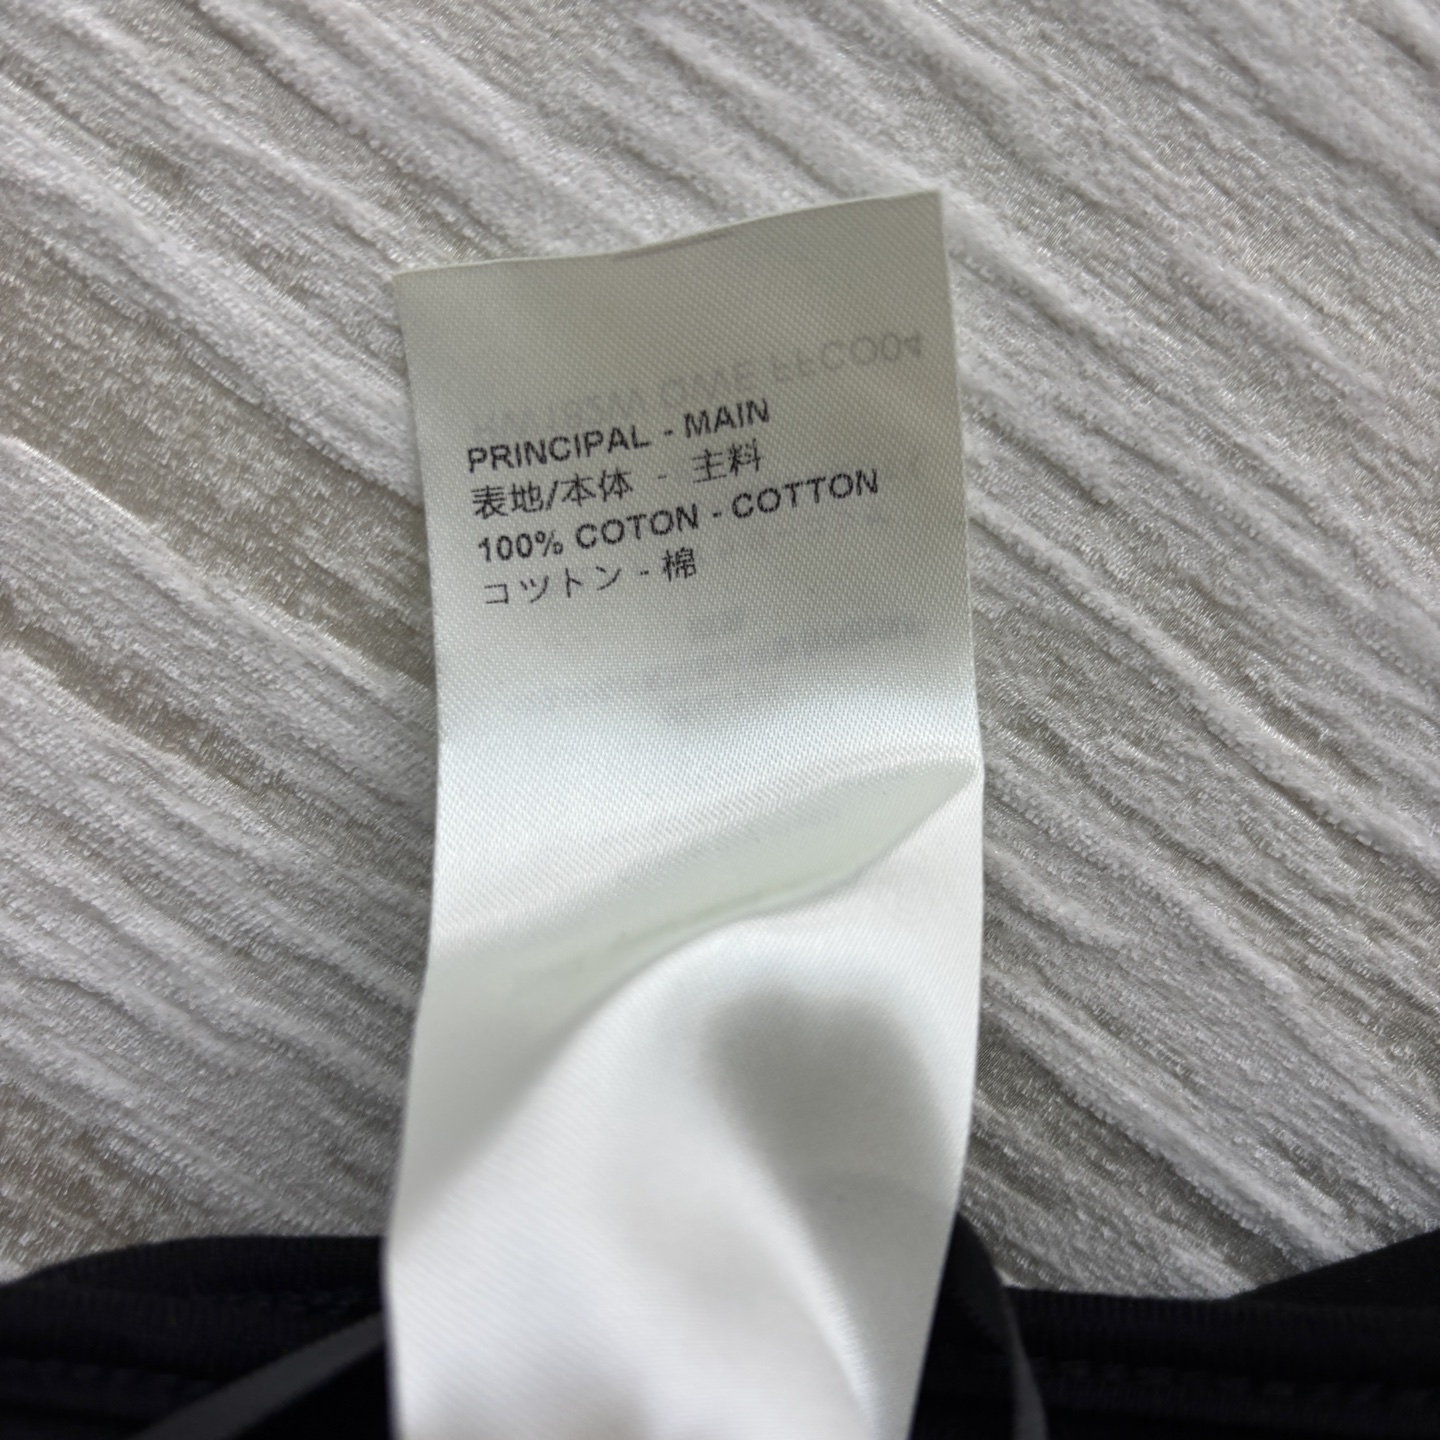 PRINCIPAL - MAIN
表地/本体 - 主料
100% COTON - COTTON
コットン - 棉